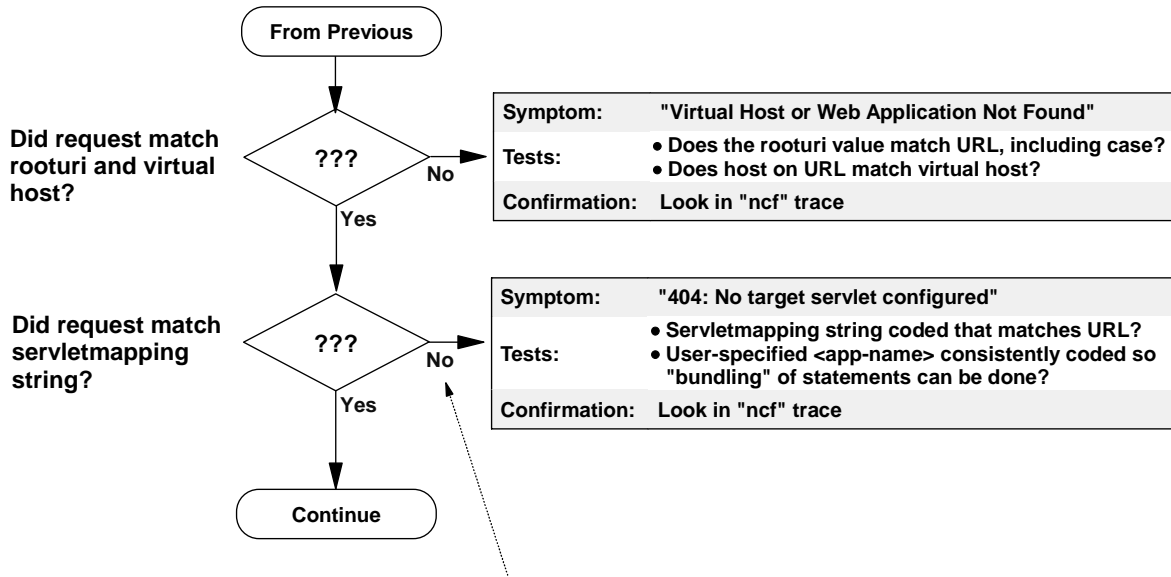 From Previous
Did request match
rooturi and virtual
host?
???
No
Yes
Symptom: "Virtual Host or Web Application Not Found"
Tests:
• Does the rooturi value match URL, including case?
• Does host on URL match virtual host?
Confirmation: Look in "ncf" trace
Did request match
servletmapping
string?
???
No
Yes
Symptom: "404: No target servlet configured"
Tests:
• Servletmapping string coded that matches URL?
• User-specified <app-name> consistently coded so
"bundling" of statements can be done?
Confirmation: Look in "ncf" trace
Continue